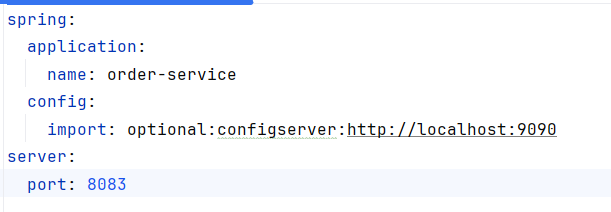 spring:
  application:
    name: order-service
  config:
    import: optional:configserver:http://localhost:9090
server:
  port: 8083